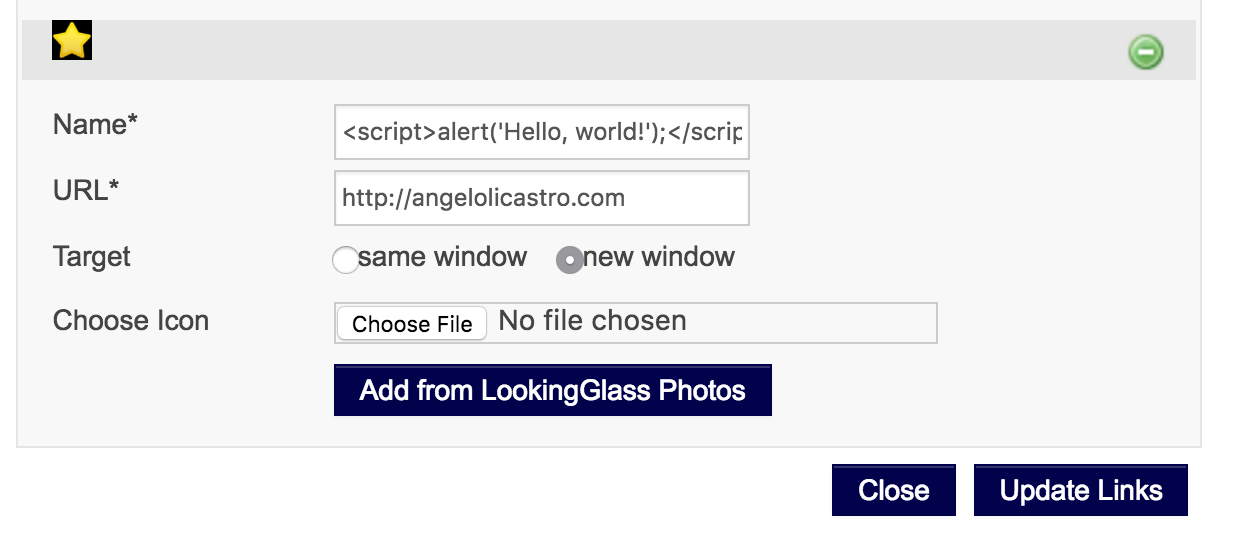 Name*
<script>alert('Hello, world!');</scrip
URL*
http://angelolicastro.com
Target
same window new window
Choose Icon
Choose File No file chosen
Add from LookingGlass Photos
Close Update Links